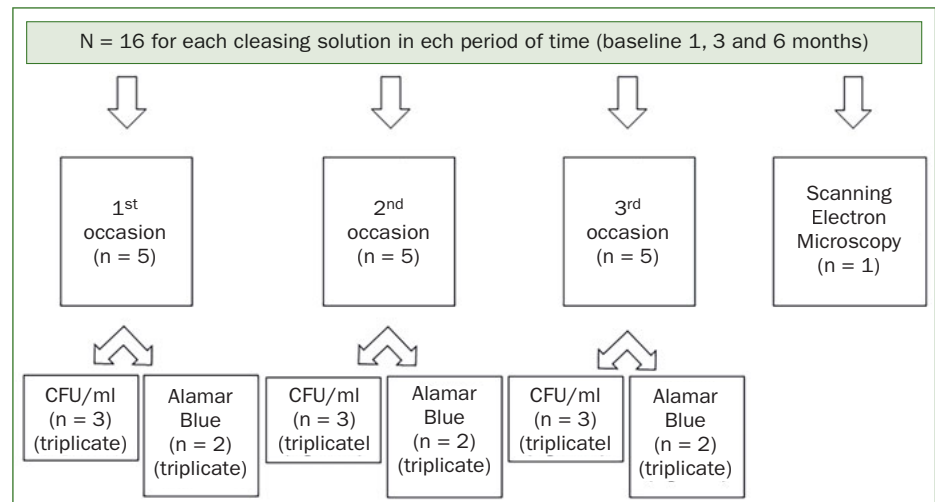 N = 16 for each cleasing solution in ech period of time (baseline 1, 3 and 6 months)
1st
occasion
(n = 5)
2nd
occasion
(n = 5)
3rd
occasion
(n = 5)
Scanning
Electron
Microscopy
(n = 1)
CFU/ml
(n = 3)
(triplicate)
Alamar
Blue
(n = 2)
(triplicate)
CFU/ml
(n = 3)
(triplicatel
Alamar
Blue
(n = 2)
(triplicate)
CFU/ml
(n = 3)
(triplicatel
Alamar
Blue
(n = 2)
(triplicate)